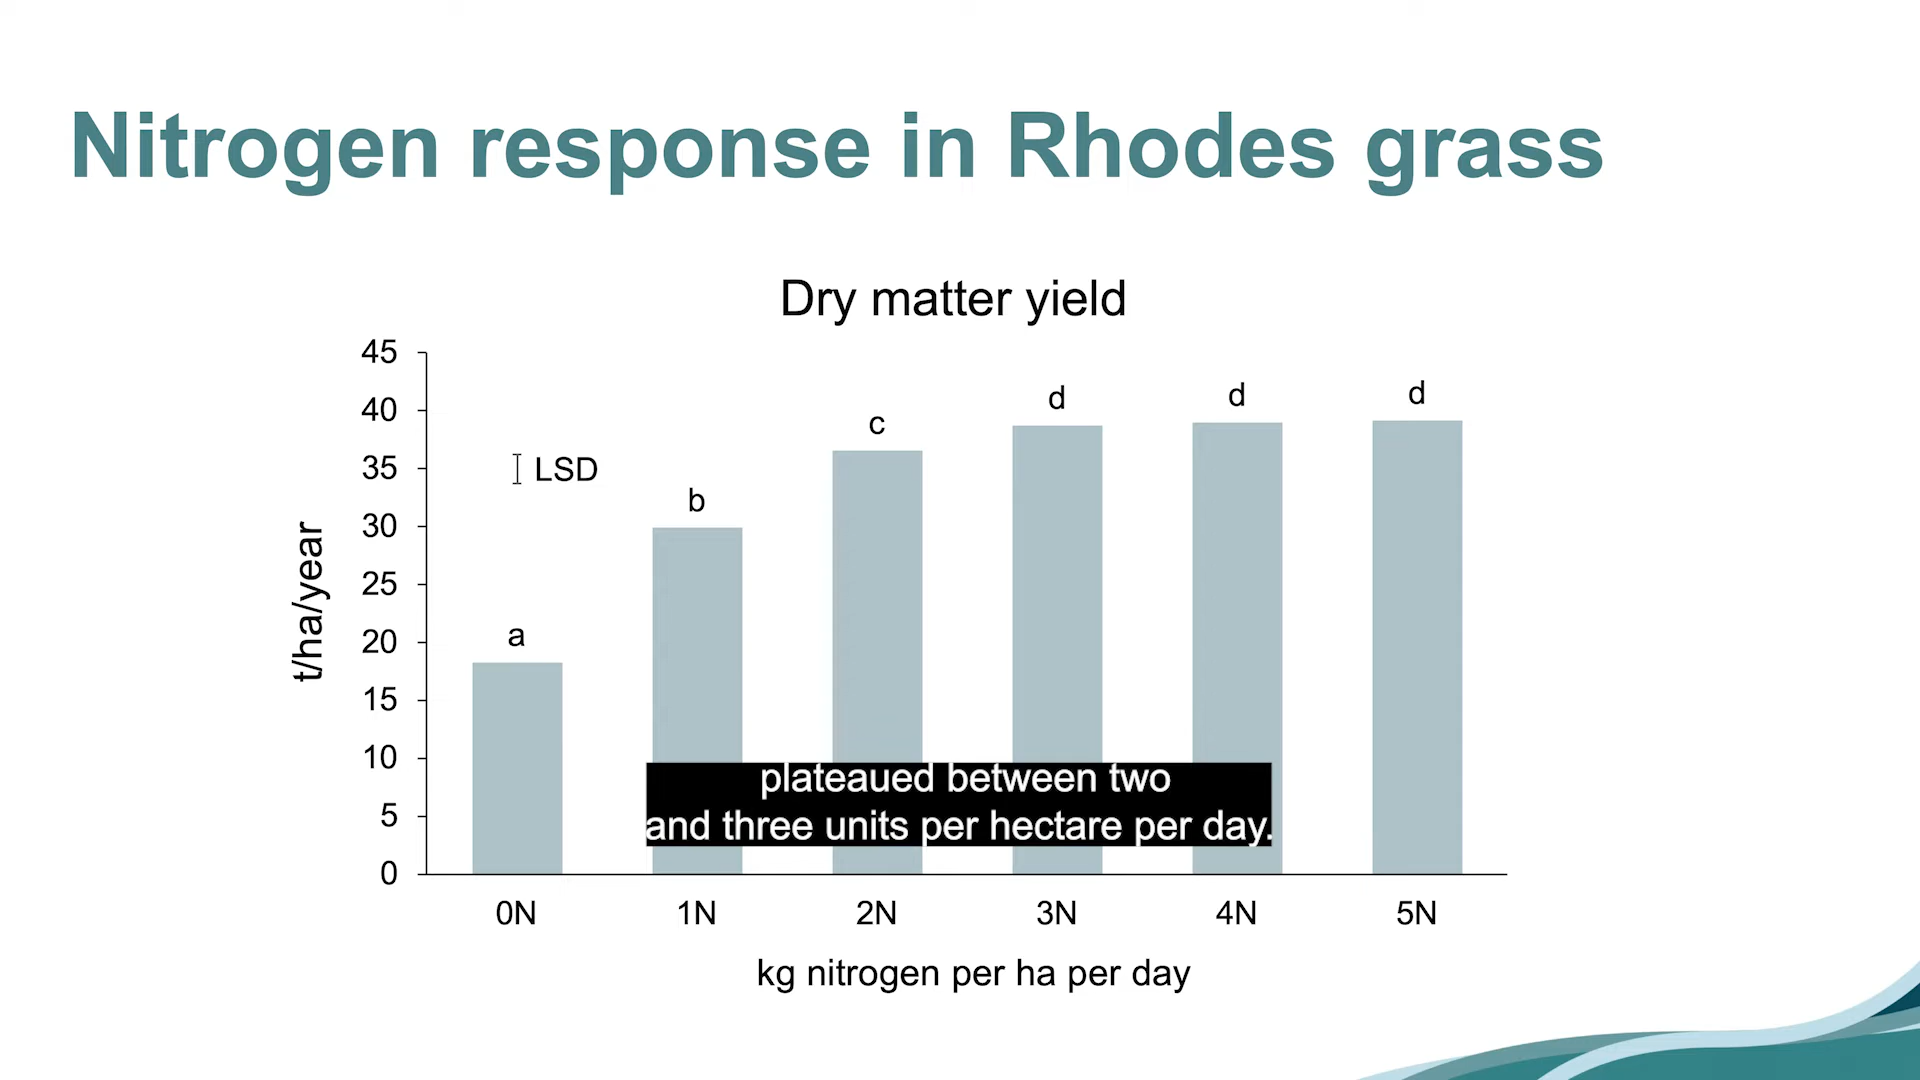 Nitrogen response in Rhodes grass
Dry matter yield
45
40
35
30
25
20
15
10
5
0
t/ha/year
LSD
a
b
c
d
d
d
plateaued between two
and three units per hectare per day.
0N 1N 2N 3N 4N 5N
kg nitrogen per ha per day